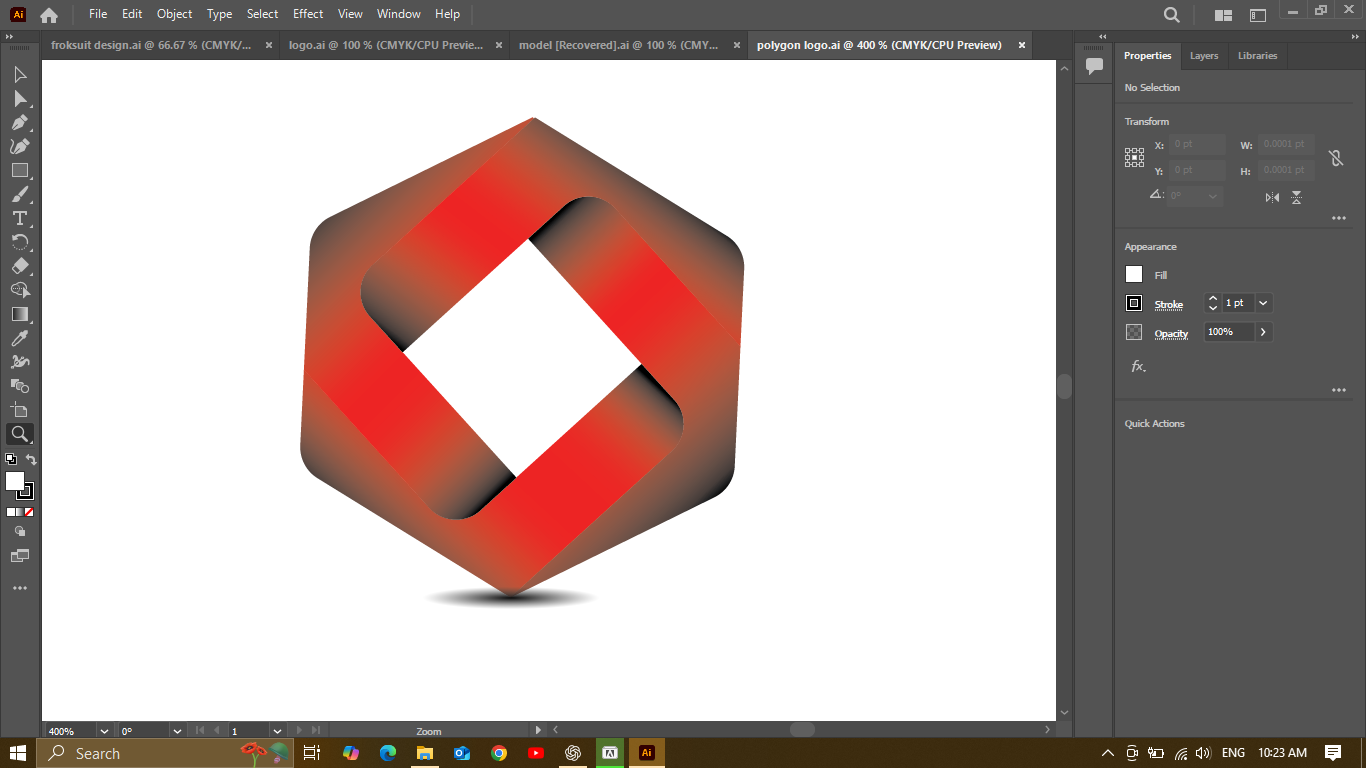 Ai File Edit Object Type Select Effect View Window Help
froksuit design.ai @ 66.67 % (CMYK/... × logo.ai @ 100 % (CMYK/CPU Previe... × model [Recovered].ai @ 100 % (CMY... × polygon logo.ai @ 400 % (CMYK/CPU Preview) ×
Properties Layers Libraries
No Selection
Transform
X: 0 pt W: 0.0001 pt
Y: 0 pt H: 0.0001 pt
0°
Appearance
Fill
Stroke 1 pt
Opacity 100%
fx.
Quick Actions
400% 0° 1 Zoom
Search Ai ENG 10:23 AM